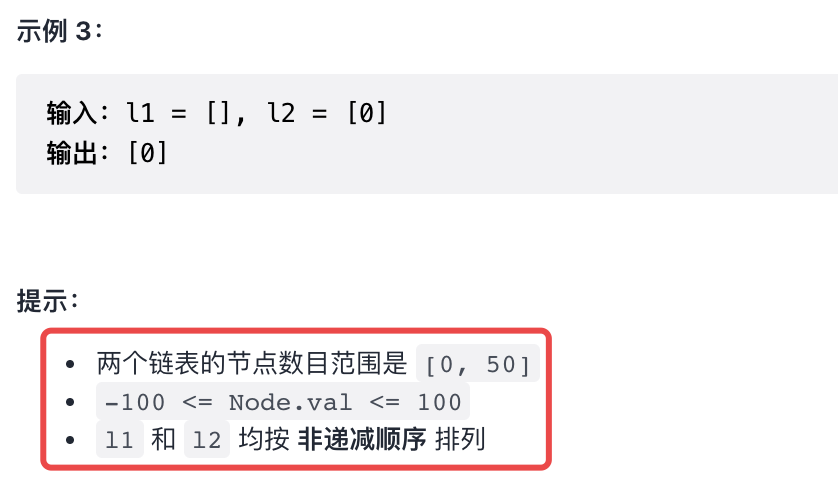 示例 3：
输入：l1 = [], l2 = [0]
输出：[0]
提示：
两个链表的节点数目范围是 [0, 50]
-100 <= Node.val <= 100
l1 和 l2 均按 非递减顺序 排列